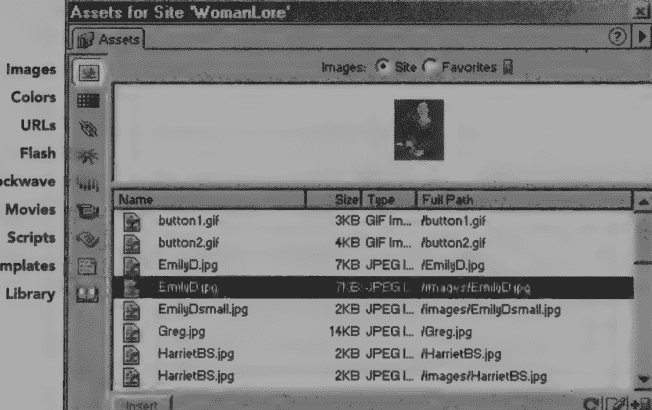 Assets for Site 'WomanLore'
Assets
Images: Site Favorites
Images
Colors
URLs
Flash
ockwave
Movies
Scripts
mplates
Library
Name Size Type Full Path
button1.gif 3KB GIF Im... /button1.gif
button2.gif 4KB GIF Im... /button2.gif
EmilyD.jpg 7KB JPEG I... /EmilyD.jpg
EmilyD.jpg 7KB JPEG I... /images/EmilyD.jpg
EmilyDsmall.jpg 2KB JPEG I... /images/EmilyDsmall.jpg
Greg.jpg 14KB JPEG I... /Greg.jpg
HarrietBS.jpg 2KB JPEG I... /HarrietBS.jpg
HarrietBS.jpg 2KB JPEG I... /images/HarrietBS.jpg
Insert